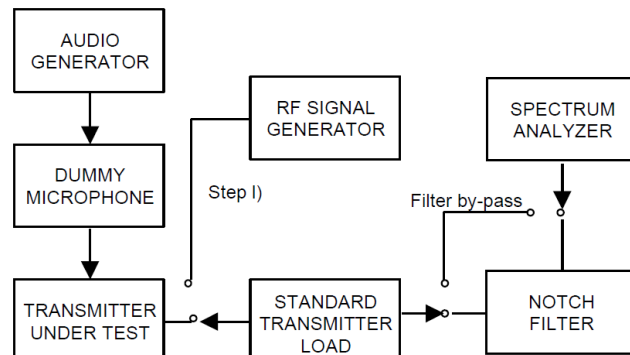 AUDIO
GENERATOR
RF SIGNAL
GENERATOR
SPECTRUM
ANALYZER
DUMMY
MICROPHONE
Step I)
Filter by-pass
TRANSMITTER
UNDER TEST
STANDARD
TRANSMITTER
LOAD
NOTCH
FILTER